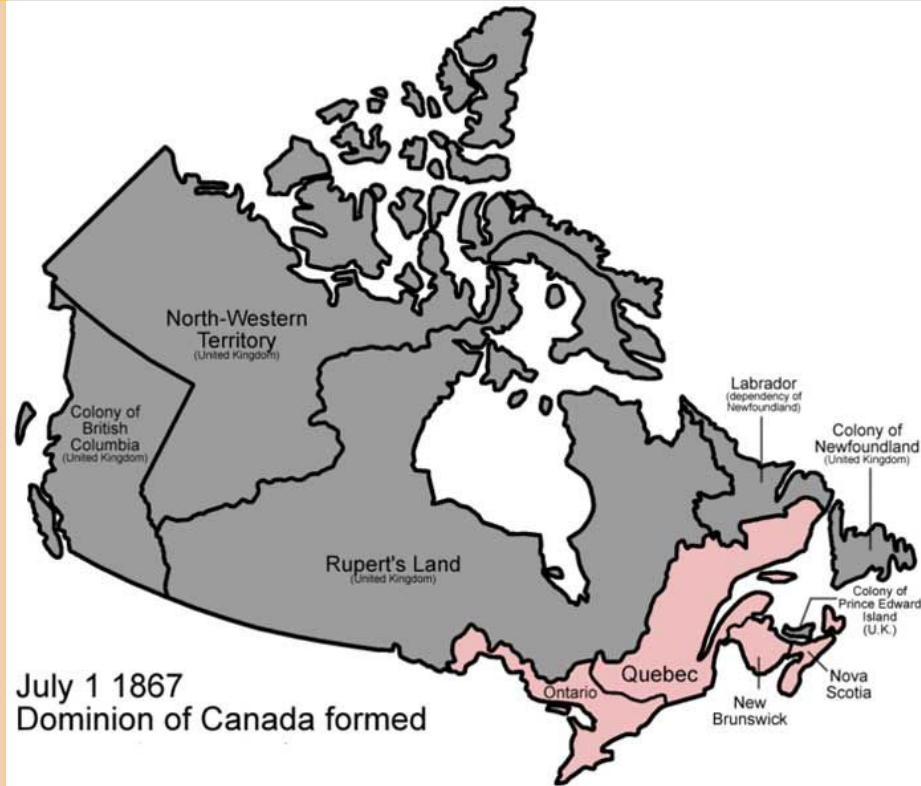 North-Western
Territory
(United Kingdom)
Labrador
(dependency of
Newfoundland)
Colony of
British
Columbia
(United Kingdom)
Colony of
Newfoundland
(United Kingdom)
Rupert's Land
(United Kingdom)
Colony of
Prince Edward
Island
(U.K.)
Quebec
Ontario
Nova
Scotia
New
Brunswick
July 1 1867
Dominion of Canada formed